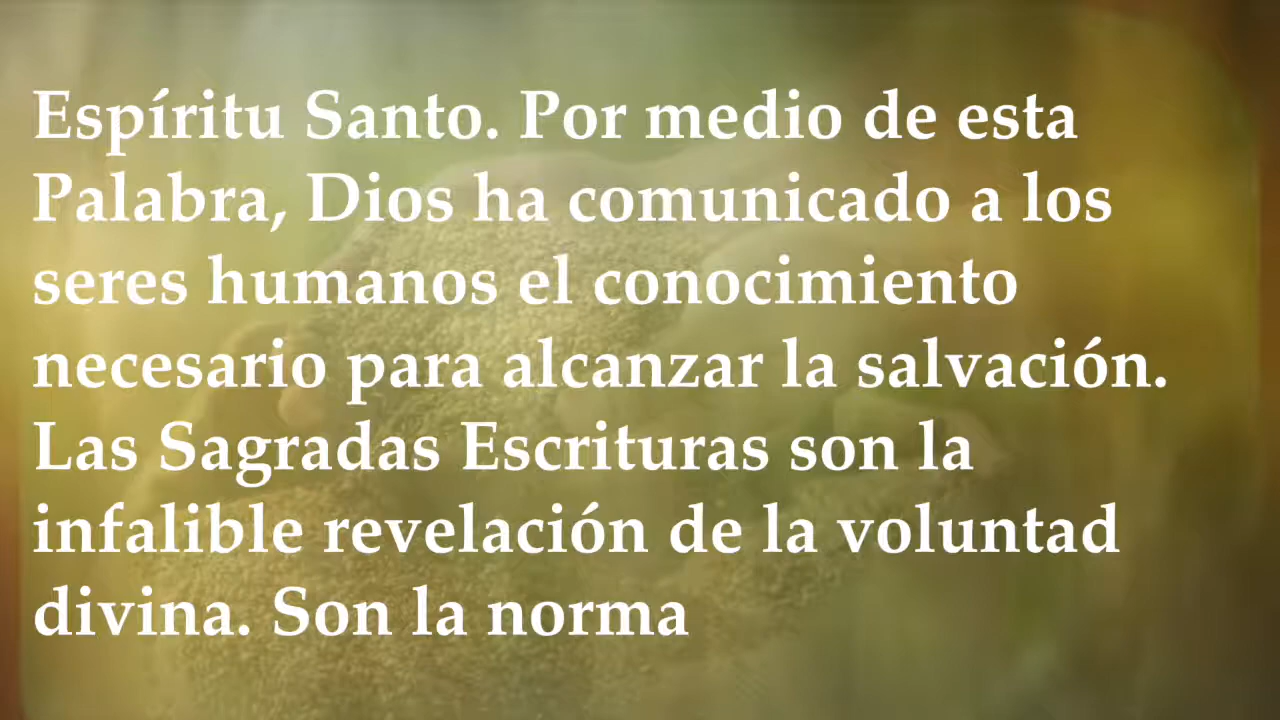 Espíritu Santo. Por medio de esta
Palabra, Dios ha comunicado a los
seres humanos el conocimiento
necesario para alcanzar la salvación.
Las Sagradas Escrituras son la
infalible revelación de la voluntad
divina. Son la norma